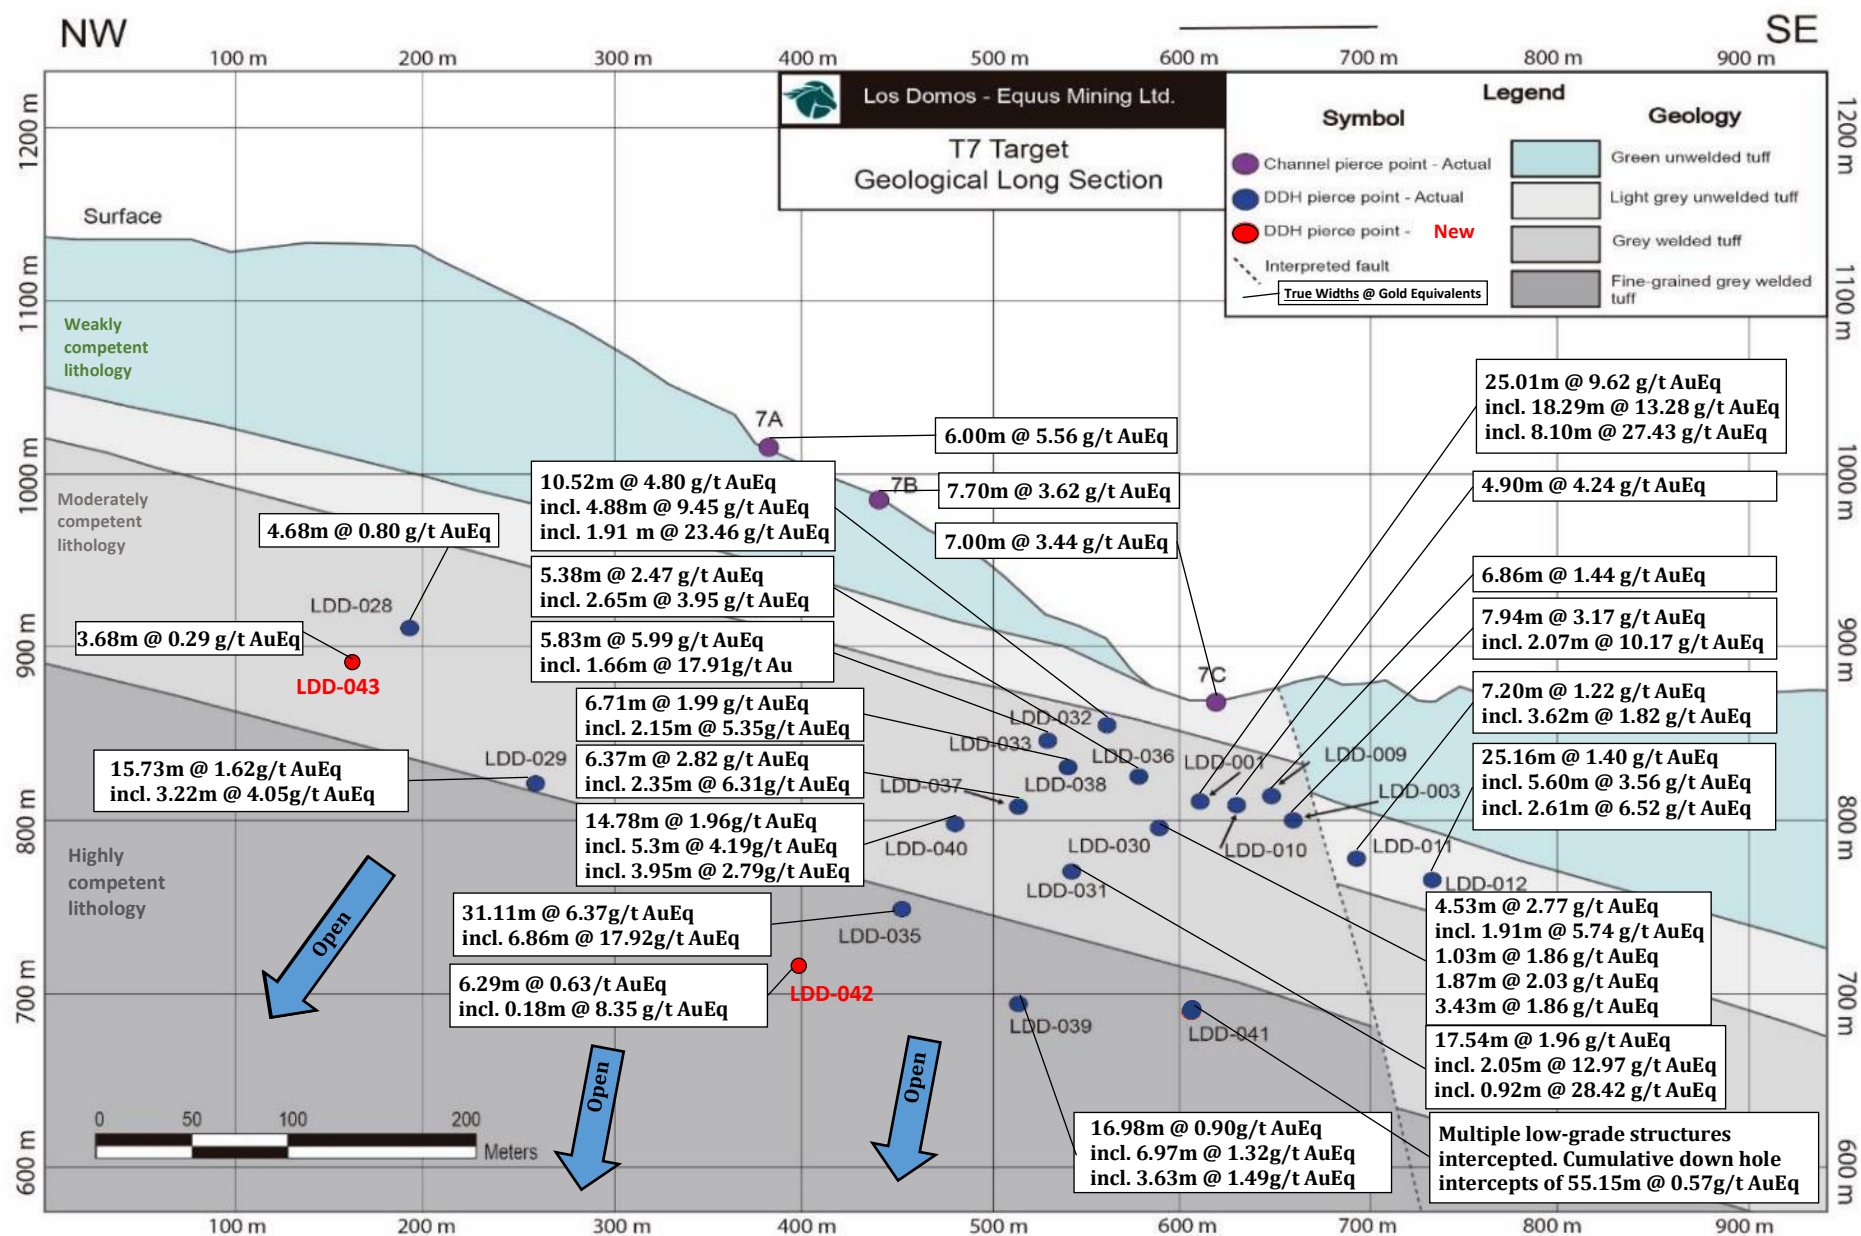 NW
SE
100 m
200 m
300 m
400 m
500 m
600 m
700 m
800 m
900 m
1200 m
1100 m
1000 m
900 m
800 m
700 m
600 m
1200 m
1100 m
1000 m
900 m
800 m
700 m
600 m
Los Domos - Equus Mining Ltd.
T7 Target
Geological Long Section
Legend
Symbol
Geology
Channel pierce point - Actual
DDH pierce point - Actual
DDH pierce point - New
Interpreted fault
True Widths @ Gold Equivalents
Green unwelded tuff
Light grey unwelded tuff
Grey welded tuff
Fine-grained grey welded
tuff
Surface
Weakly
competent
lithology
Moderately
competent
lithology
Highly
competent
lithology
7A
7B
7C
6.00m @ 5.56 g/t AuEq
7.70m @ 3.62 g/t AuEq
7.00m @ 3.44 g/t AuEq
10.52m @ 4.80 g/t AuEq
incl. 4.88m @ 9.45 g/t AuEq
incl. 1.91 m @ 23.46 g/t AuEq
5.38m @ 2.47 g/t AuEq
incl. 2.65m @ 3.95 g/t AuEq
5.83m @ 5.99 g/t AuEq
incl. 1.66m @ 17.91g/t Au
6.71m @ 1.99 g/t AuEq
incl. 2.15m @ 5.35g/t AuEq
6.37m @ 2.82 g/t AuEq
incl. 2.35m @ 6.31g/t AuEq
14.78m @ 1.96g/t AuEq
incl. 5.3m @ 4.19g/t AuEq
incl. 3.95m @ 2.79g/t AuEq
31.11m @ 6.37g/t AuEq
incl. 6.86m @ 17.92g/t AuEq
6.29m @ 0.63/t AuEq
incl. 0.18m @ 8.35 g/t AuEq
4.68m @ 0.80 g/t AuEq
3.68m @ 0.29 g/t AuEq
15.73m @ 1.62g/t AuEq
incl. 3.22m @ 4.05g/t AuEq
25.01m @ 9.62 g/t AuEq
incl. 18.29m @ 13.28 g/t AuEq
incl. 8.10m @ 27.43 g/t AuEq
4.90m @ 4.24 g/t AuEq
6.86m @ 1.44 g/t AuEq
7.94m @ 3.17 g/t AuEq
incl. 2.07m @ 10.17 g/t AuEq
7.20m @ 1.22 g/t AuEq
incl. 3.62m @ 1.82 g/t AuEq
25.16m @ 1.40 g/t AuEq
incl. 5.60m @ 3.56 g/t AuEq
incl. 2.61m @ 6.52 g/t AuEq
4.53m @ 2.77 g/t AuEq
incl. 1.91m @ 5.74 g/t AuEq
1.03m @ 1.86 g/t AuEq
1.87m @ 2.03 g/t AuEq
3.43m @ 1.86 g/t AuEq
17.54m @ 1.96 g/t AuEq
incl. 2.05m @ 12.97 g/t AuEq
incl. 0.92m @ 28.42 g/t AuEq
16.98m @ 0.90g/t AuEq
incl. 6.97m @ 1.32g/t AuEq
incl. 3.63m @ 1.49g/t AuEq
Multiple low-grade structures
intercepted. Cumulative down hole
intercepts of 55.15m @ 0.57g/t AuEq
LDD-028
LDD-043
LDD-029
LDD-032
LDD-033
LDD-036
LDD-001
LDD-009
LDD-037
LDD-038
LDD-003
LDD-040
LDD-030
LDD-010
LDD-011
LDD-031
LDD-012
LDD-035
LDD-042
LDD-039
LDD-041
Open
Open
Open
0
50
100
200
Meters
100 m
200 m
300 m
400 m
500 m
600 m
700 m
800 m
900 m